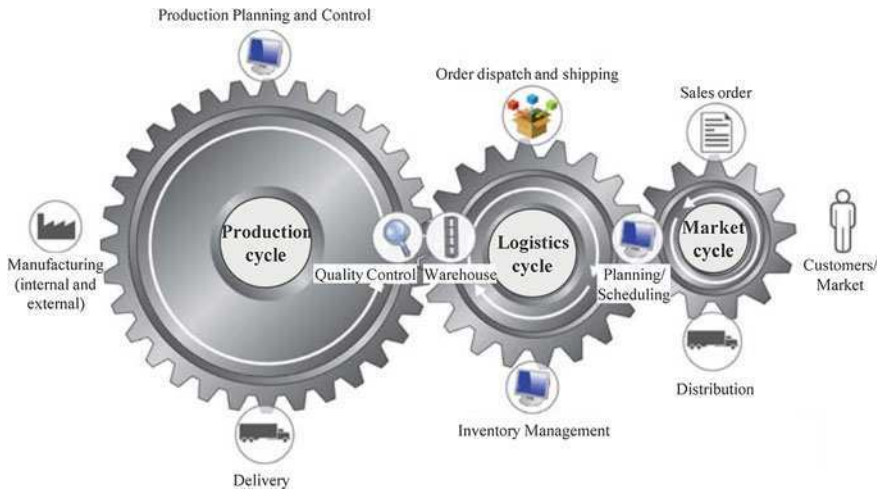 Production Planning and Control
Order dispatch and shipping
Sales order
Production
cycle
Logistics
cycle
Market
cycle
Manufacturing
(internal and
external)
Quality Control
Warehouse
Planning/
Scheduling
Customers/
Market
Distribution
Inventory Management
Delivery